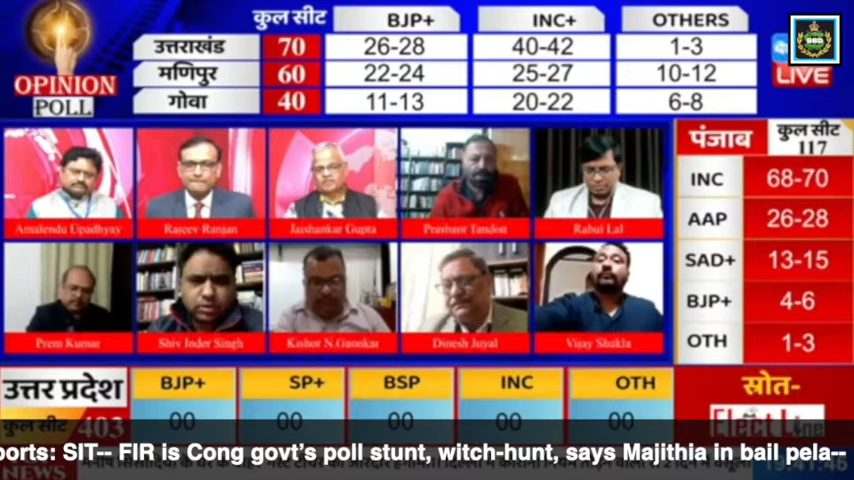 OPINION
POLL
कुल सीट BJP+ INC+ OTHERS
उत्तराखंड 70 26-28 40-42 1-3
मणिपुर 60 22-24 25-27 10-12
गोवा 40 11-13 20-22 6-8
LIVE
पंजाब कुल सीट 117
INC 68-70
AAP 26-28
SAD+ 13-15
BJP+ 4-6
OTH 1-3
Amalendu Upadhyay Rajeev Ranjan Jaishankar Gupta Prashant Tandon Rahul Lal
Prem Kumar Shiv Inder Singh Kishor N.Gaonkar Dinesh Juyal Vijay Shukla
उत्तर प्रदेश BJP+ SP+ BSP INC OTH
कुल सीट 403 00 00 00 00 00
स्रोत-
ports: SIT-- FIR is Cong govt’s poll stunt, witch-hunt, says Majithia in bail pela--
NEWS
19:41:46